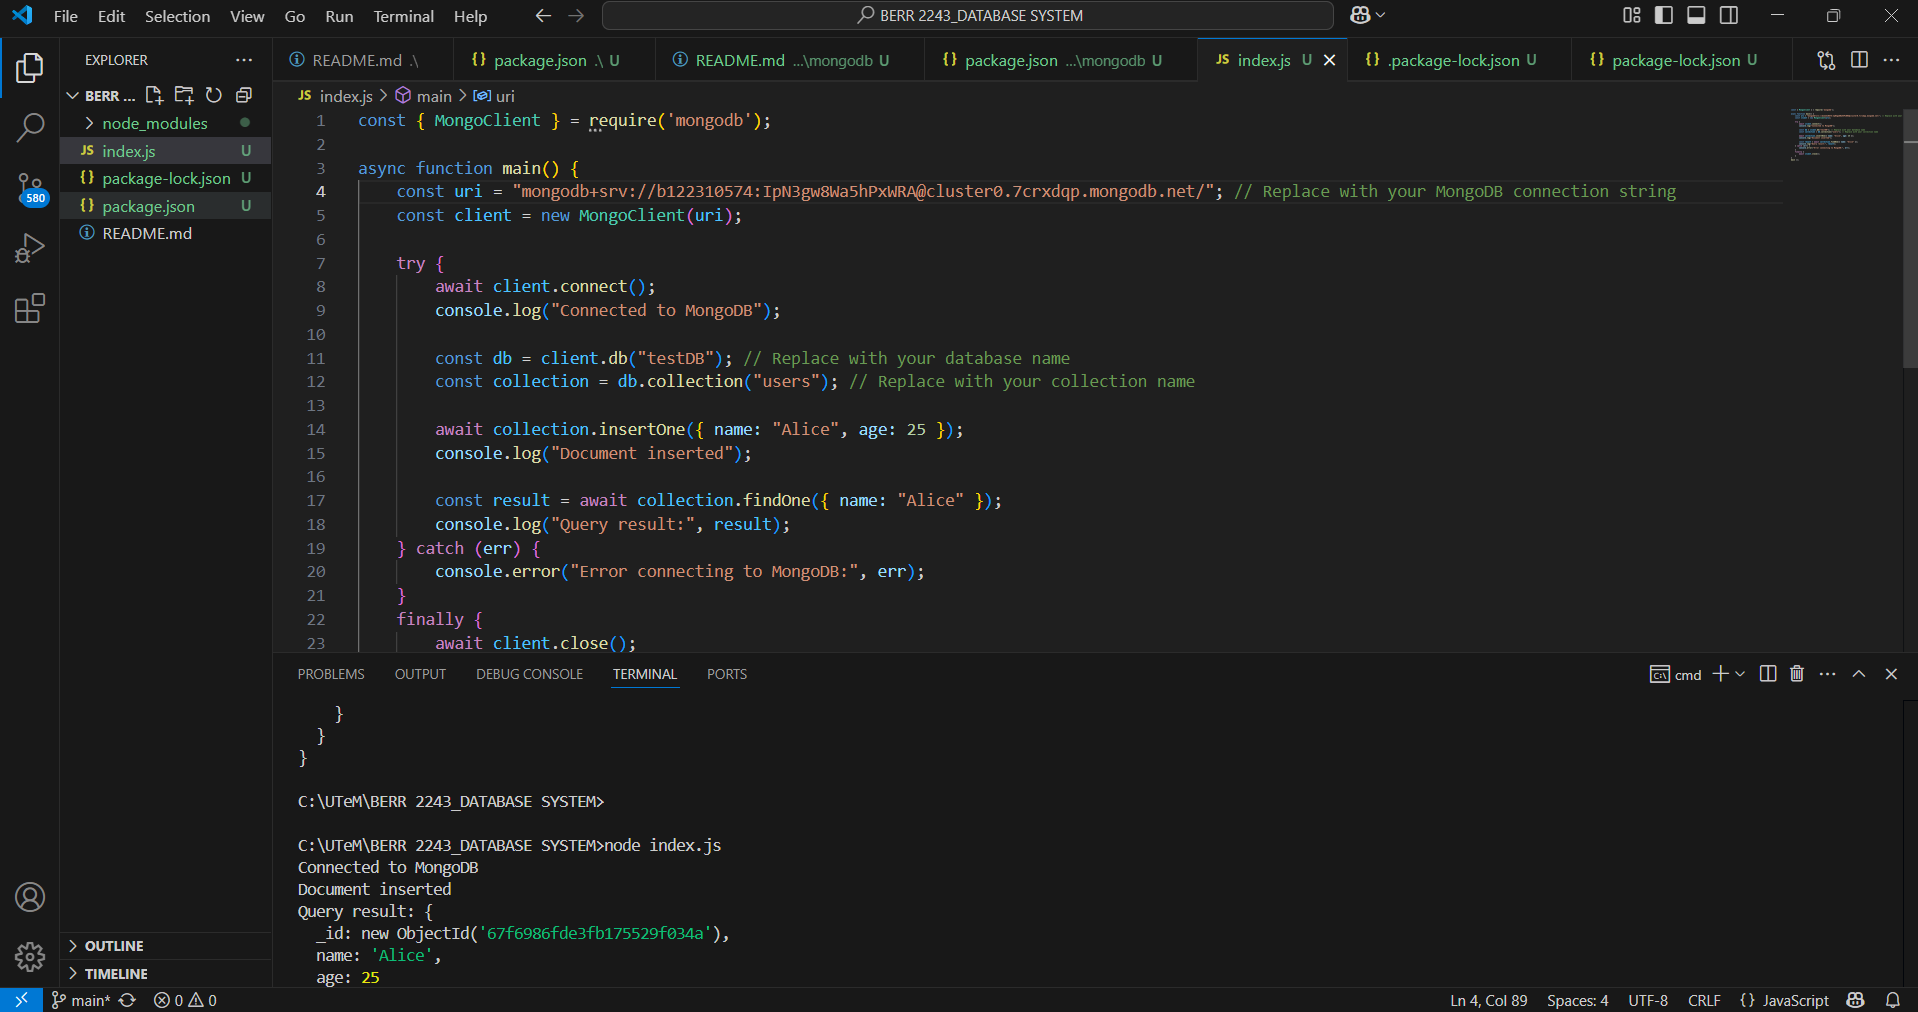 File Edit Selection View Go Run Terminal Help
BERR 2243_DATABASE SYSTEM
EXPLORER
BERR ...
node_modules
JS index.js U
{} package-lock.json U
{} package.json U
README.md
580
OUTLINE
TIMELINE
README.md .\
{} package.json .\ U
README.md ...\mongodb U
{} package.json ...\mongodb U
JS index.js U
{} .package-lock.json U
{} package-lock.json U
JS index.js > main > uri
1 const { MongoClient } = require('mongodb');
2
3 async function main() {
4 const uri = "mongodb+srv://b122310574:IpN3gw8Wa5hPxWRA@cluster0.7crxdqp.mongodb.net/"; // Replace with your MongoDB connection string
5 const client = new MongoClient(uri);
6
7 try {
8 await client.connect();
9 console.log("Connected to MongoDB");
10
11 const db = client.db("testDB"); // Replace with your database name
12 const collection = db.collection("users"); // Replace with your collection name
13
14 await collection.insertOne({ name: "Alice", age: 25 });
15 console.log("Document inserted");
16
17 const result = await collection.findOne({ name: "Alice" });
18 console.log("Query result:", result);
19 } catch (err) {
20 console.error("Error connecting to MongoDB:", err);
21 }
22 finally {
23 await client.close();
PROBLEMS OUTPUT DEBUG CONSOLE TERMINAL PORTS
cmd
}
}
}
C:\UTeM\BERR 2243_DATABASE SYSTEM>
C:\UTeM\BERR 2243_DATABASE SYSTEM>node index.js
Connected to MongoDB
Document inserted
Query result: {
_id: new ObjectId('67f6986fde3fb175529f034a'),
name: 'Alice',
age: 25
main* 0 0
Ln 4, Col 89 Spaces: 4 UTF-8 CRLF {} JavaScript